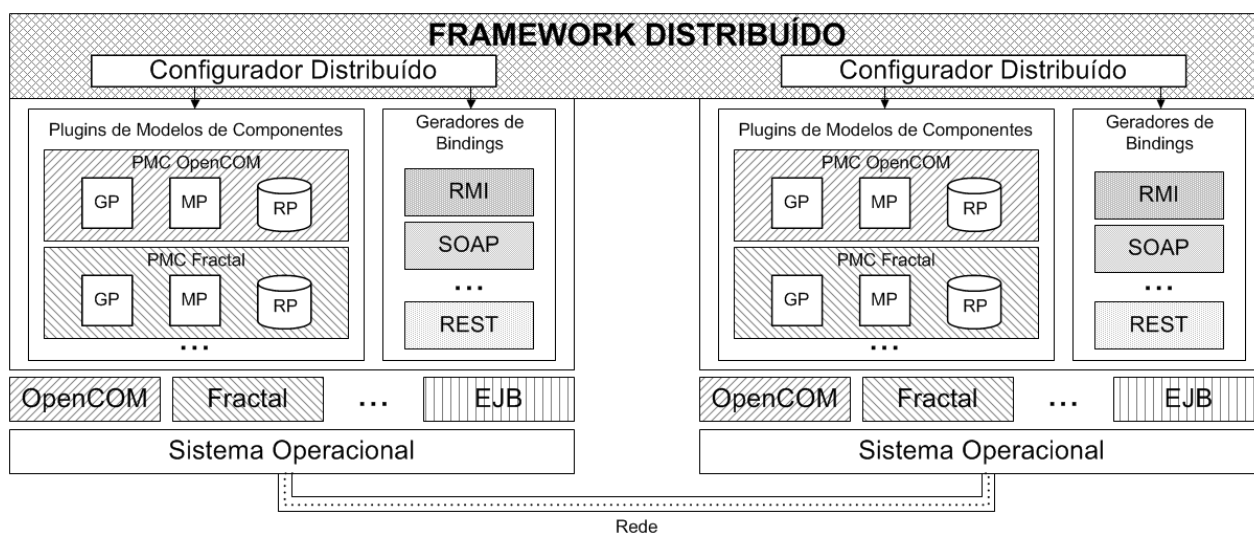 FRAMEWORK DISTRIBUÍDO
Configurador Distribuído
Plugins de Modelos de Componentes
PMC OpenCOM
GP MP RP
PMC Fractal
GP MP RP
...
Geradores de
Bindings
RMI
SOAP
...
REST
OpenCOM Fractal ... EJB
Sistema Operacional
Configurador Distribuído
Plugins de Modelos de Componentes
PMC OpenCOM
GP MP RP
PMC Fractal
GP MP RP
...
Geradores de
Bindings
RMI
SOAP
...
REST
OpenCOM Fractal ... EJB
Sistema Operacional
Rede